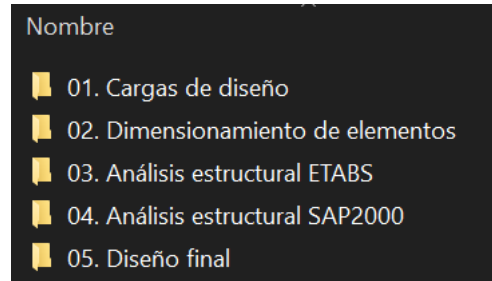 Nombre
01. Cargas de diseño
02. Dimensionamiento de elementos
03. Análisis estructural ETABS
04. Análisis estructural SAP2000
05. Diseño final